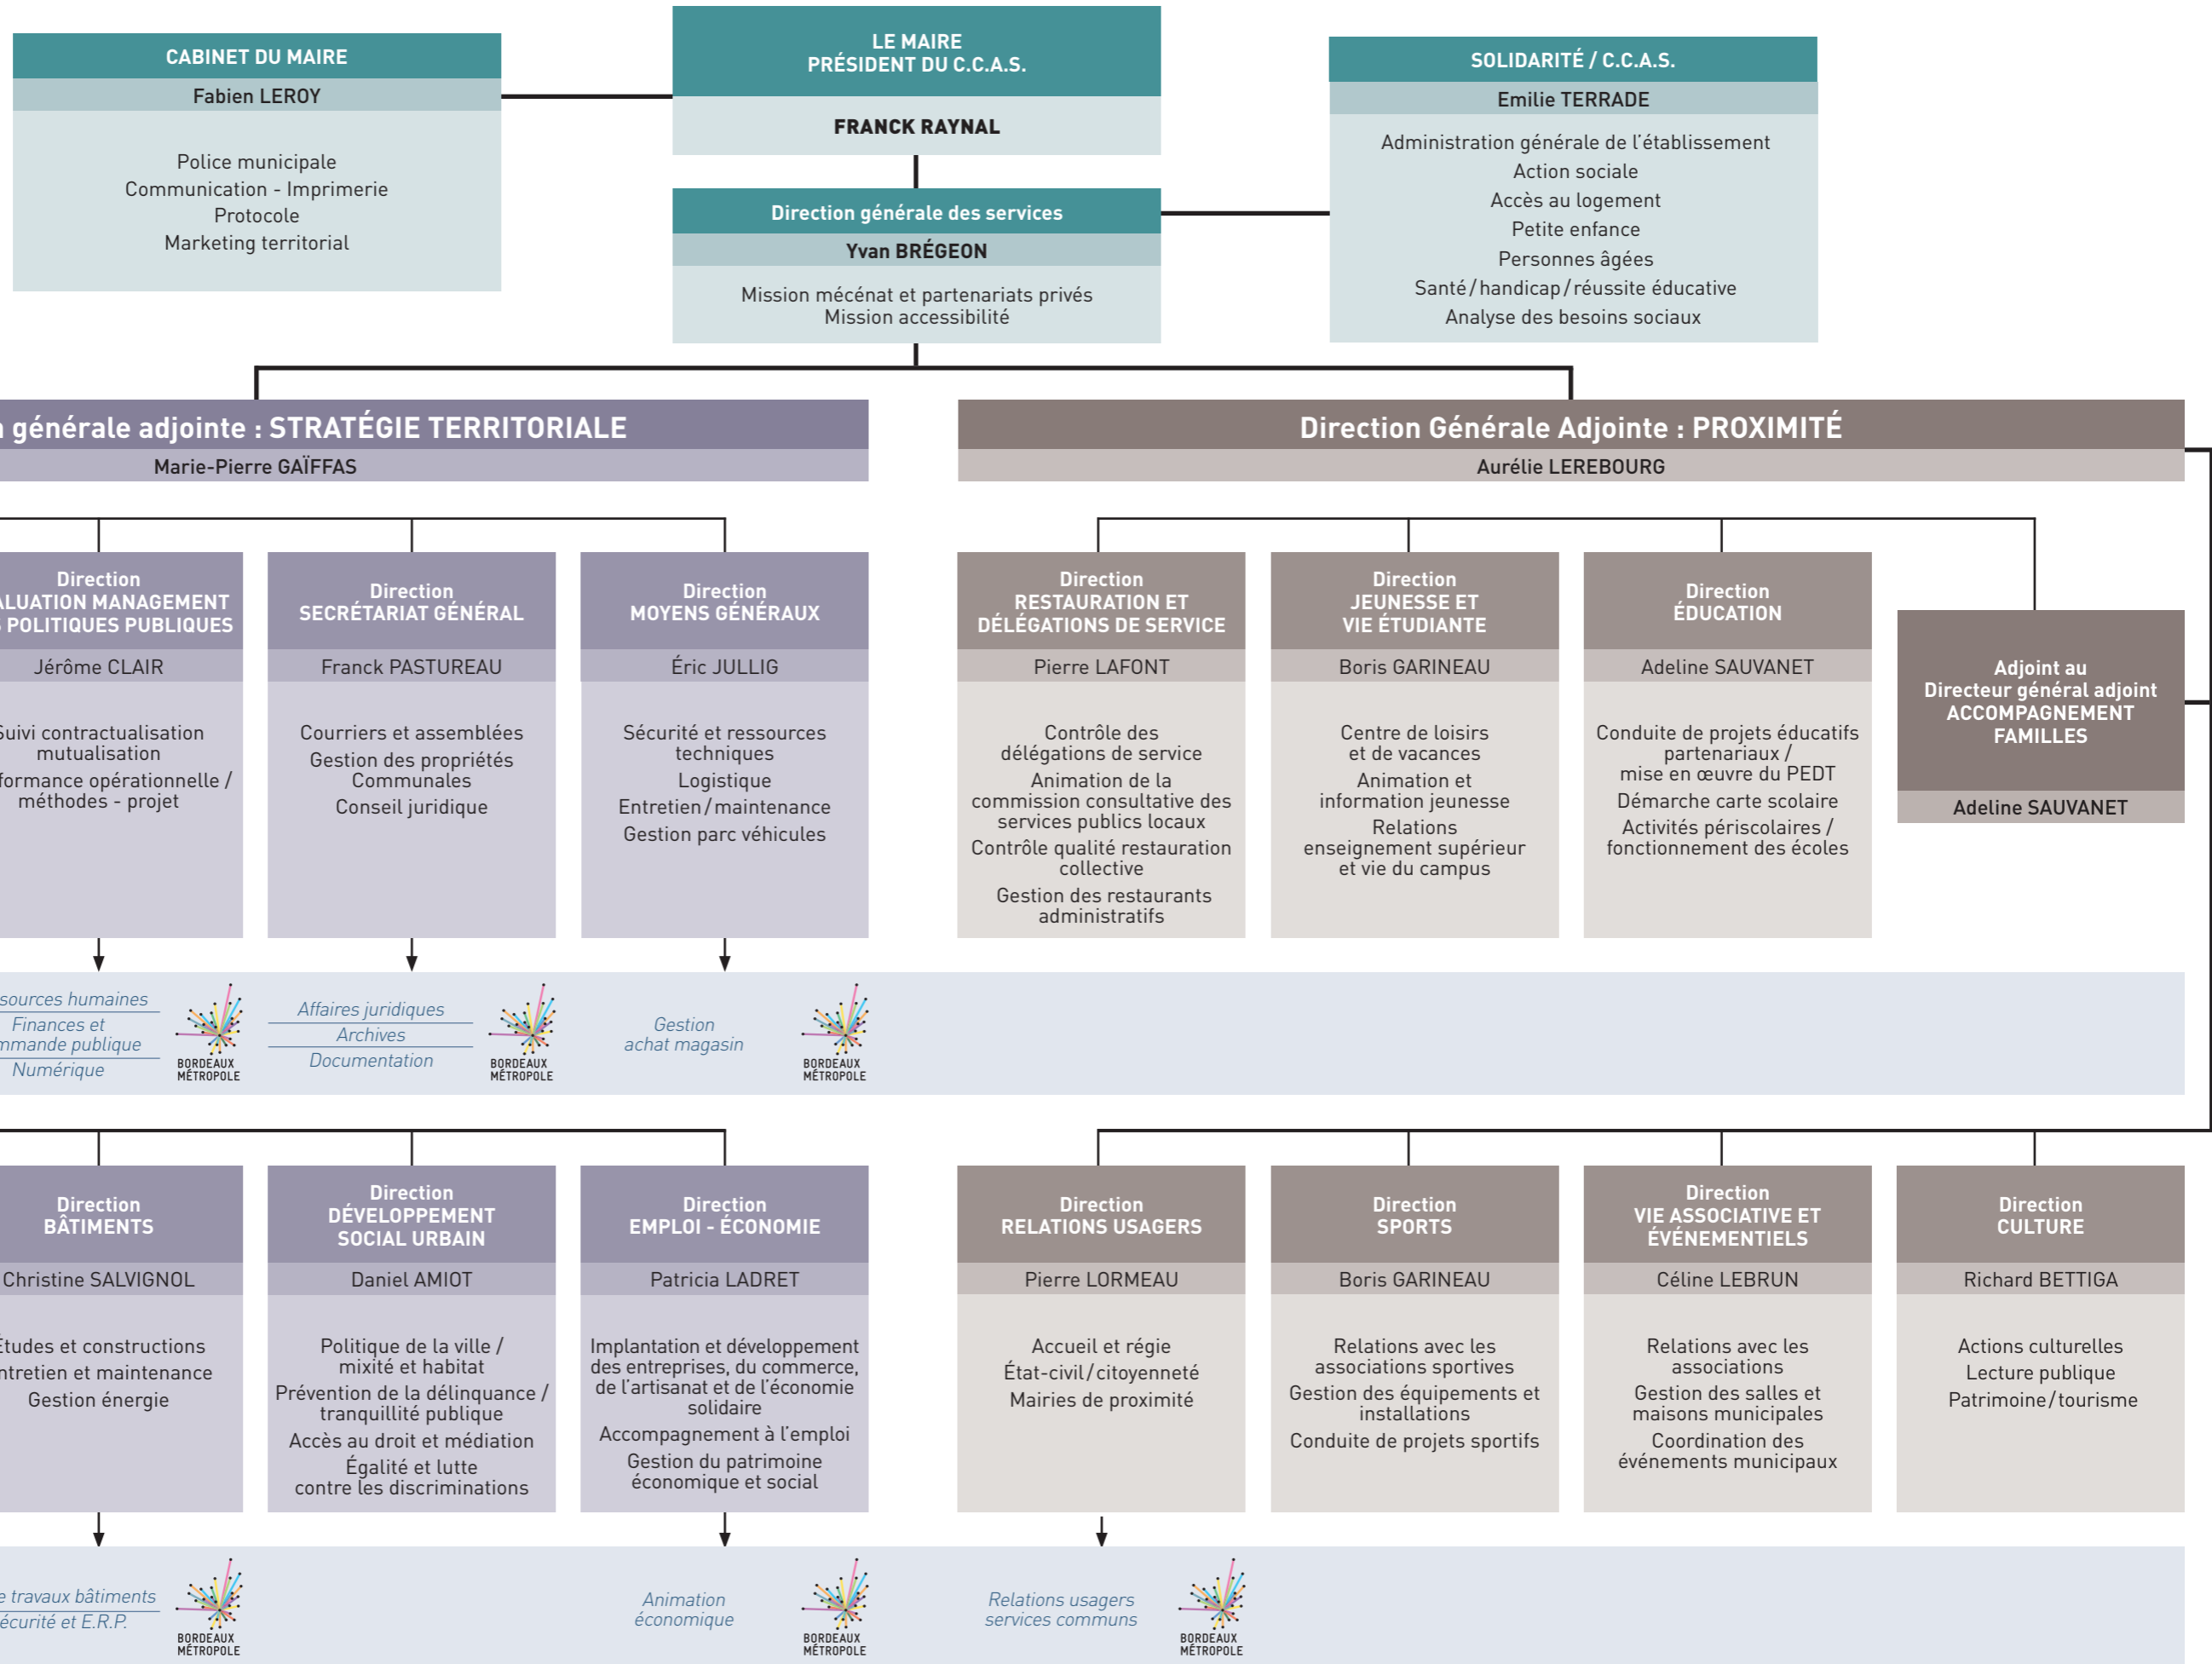 CABINET DU MAIRE
Fabien LEROY
Police municipale
Communication - Imprimerie
Protocole
Marketing territorial
LE MAIRE
PRÉSIDENT DU C.C.A.S.
FRANCK RAYNAL
Direction générale des services
Yvan BRÉGEON
Mission mécénat et partenariats privés
Mission accessibilité
SOLIDARITÉ / C.C.A.S.
Emilie TERRADE
Administration générale de l'établissement
Action sociale
Accès au logement
Petite enfance
Personnes âgées
Santé / handicap / réussite éducative
Analyse des besoins sociaux
générale adjointe : STRATÉGIE TERRITORIALE
Marie-Pierre GAÏFFAS
Direction Générale Adjointe : PROXIMITÉ
Aurélie LEREBOURG
Direction
ALUATION MANAGEMENT
POLITIQUES PUBLIQUES
Jérôme CLAIR
Suivi contractualisation
mutualisation
formance opérationnelle /
méthodes - projet
Direction
SECRÉTARIAT GÉNÉRAL
Franck PASTUREAU
Courriers et assemblées
Gestion des propriétés
Communales
Conseil juridique
Direction
MOYENS GÉNÉRAUX
Éric JULLIG
Sécurité et ressources
techniques
Logistique
Entretien / maintenance
Gestion parc véhicules
Direction
RESTAURATION ET
DÉLÉGATIONS DE SERVICE
Pierre LAFONT
Contrôle des
délégations de service
Animation de la
commission consultative des
services publics locaux
Contrôle qualité restauration
collective
Gestion des restaurants
administratifs
Direction
JEUNESSE ET
VIE ÉTUDIANTE
Boris GARINEAU
Centre de loisirs
et de vacances
Animation et
information jeunesse
Relations
enseignement supérieur
et vie du campus
Direction
ÉDUCATION
Adeline SAUVANET
Conduite de projets éducatifs
partenariaux /
mise en œuvre du PEDT
Démarche carte scolaire
Activités périscolaires /
fonctionnement des écoles
Adjoint au
Directeur général adjoint
ACCOMPAGNEMENT
FAMILLES
Adeline SAUVANET
sources humaines
Finances et
mmande publique
Numérique
BORDEAUX
MÉTROPOLE
Affaires juridiques
Archives
Documentation
BORDEAUX
MÉTROPOLE
Gestion
achat magasin
BORDEAUX
MÉTROPOLE
Direction
BÂTIMENTS
Christine SALVIGNOL
Études et constructions
ntretien et maintenance
Gestion énergie
Direction
DÉVELOPPEMENT
SOCIAL URBAIN
Daniel AMIOT
Politique de la ville /
mixité et habitat
Prévention de la délinquance /
tranquillité publique
Accès au droit et médiation
Égalité et lutte
contre les discriminations
Direction
EMPLOI - ÉCONOMIE
Patricia LADRET
Implantation et développement
des entreprises, du commerce,
de l'artisanat et de l'économie
solidaire
Accompagnement à l'emploi
Gestion du patrimoine
économique et social
Direction
RELATIONS USAGERS
Pierre LORMEAU
Accueil et régie
État-civil / citoyenneté
Mairies de proximité
Direction
SPORTS
Boris GARINEAU
Relations avec les
associations sportives
Gestion des équipements et
installations
Conduite de projets sportifs
Direction
VIE ASSOCIATIVE ET
ÉVÉNEMENTIELS
Céline LEBRUN
Relations avec les
associations
Gestion des salles et
maisons municipales
Coordination des
événements municipaux
Direction
CULTURE
Richard BETTIGA
Actions culturelles
Lecture publique
Patrimoine / tourisme
e travaux bâtiments
écurité et E.R.P.
BORDEAUX
MÉTROPOLE
Animation
économique
BORDEAUX
MÉTROPOLE
Relations usagers
services communs
BORDEAUX
MÉTROPOLE